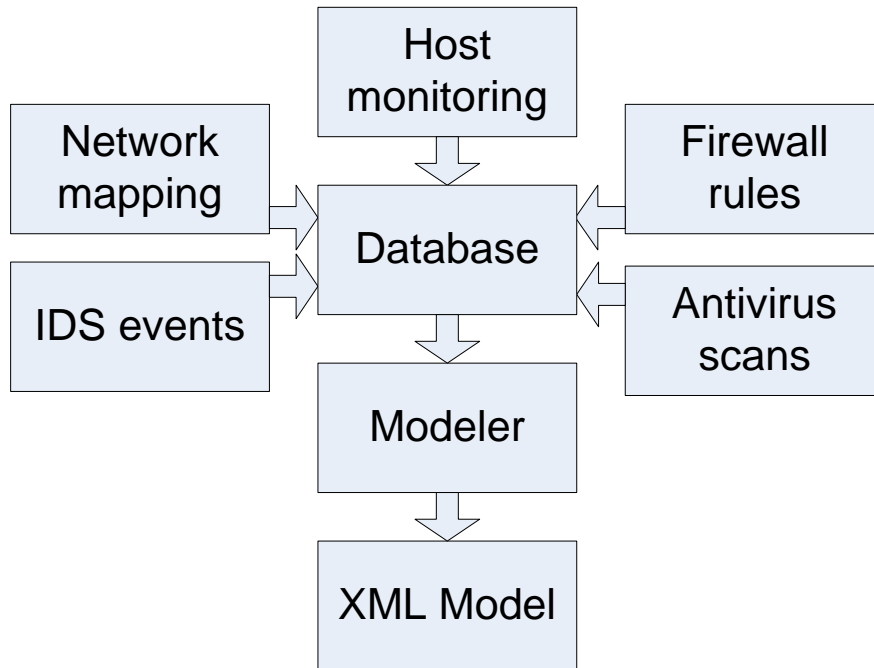 Host
monitoring
Network
mapping
Firewall
rules
Database
IDS events
Antivirus
scans
Modeler
XML Model